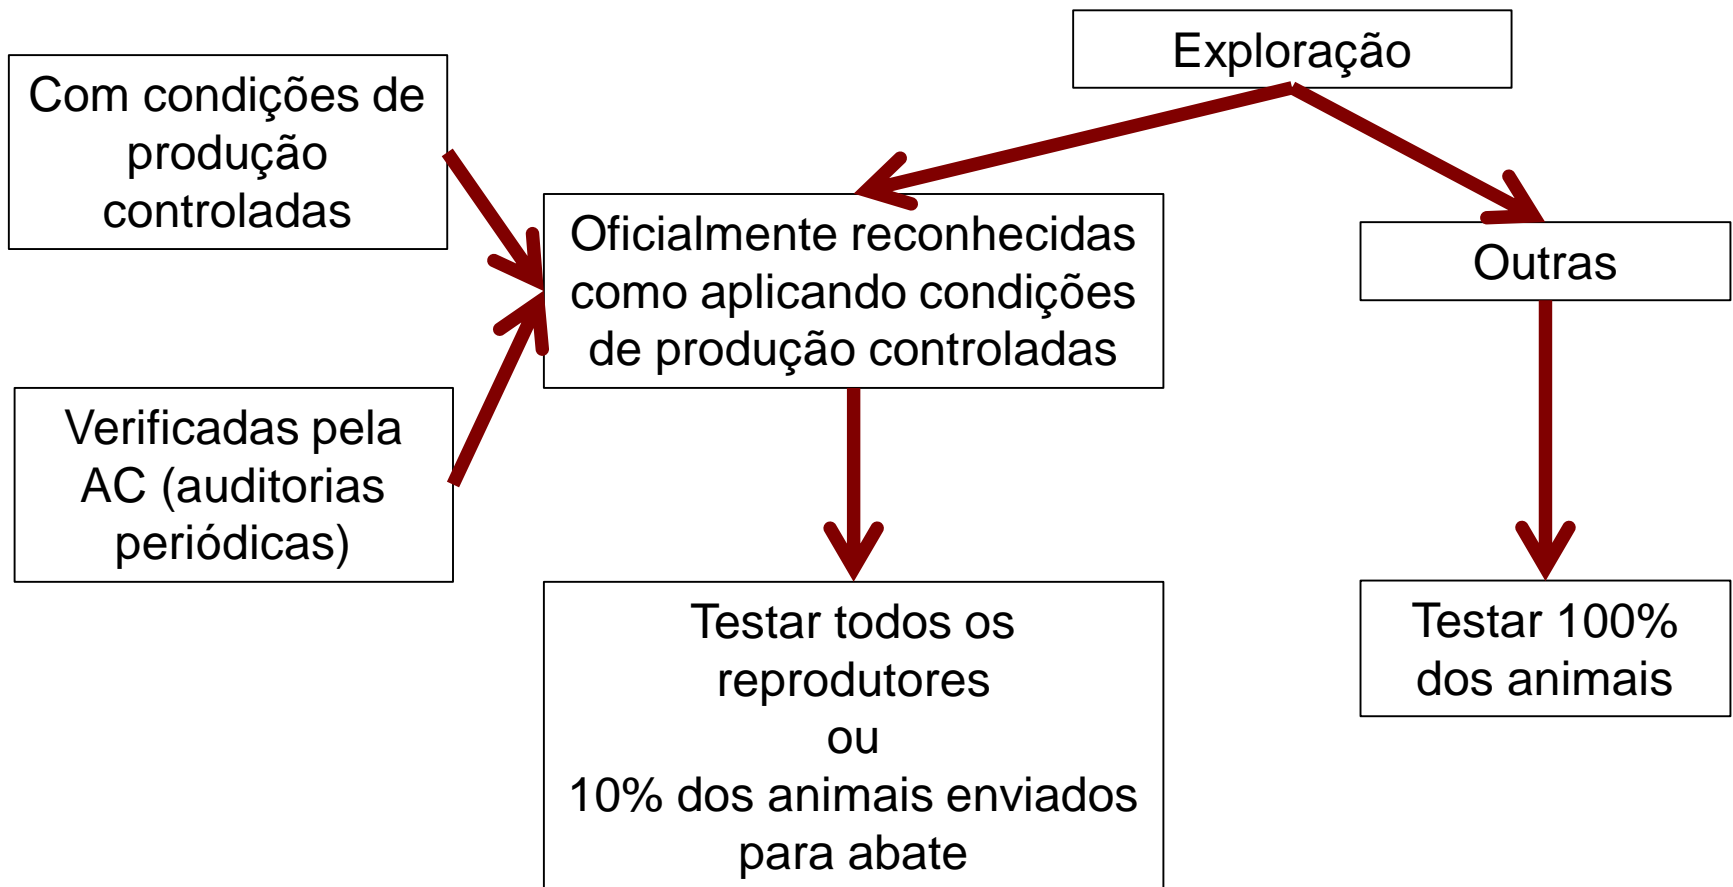 Exploração
Com condições de
produção
controladas
Oficialmente reconhecidas
como aplicando condições
de produção controladas
Outras
Verificadas pela
AC (auditorias
periódicas)
Testar todos os
reprodutores
ou
10% dos animais enviados
para abate
Testar 100%
dos animais